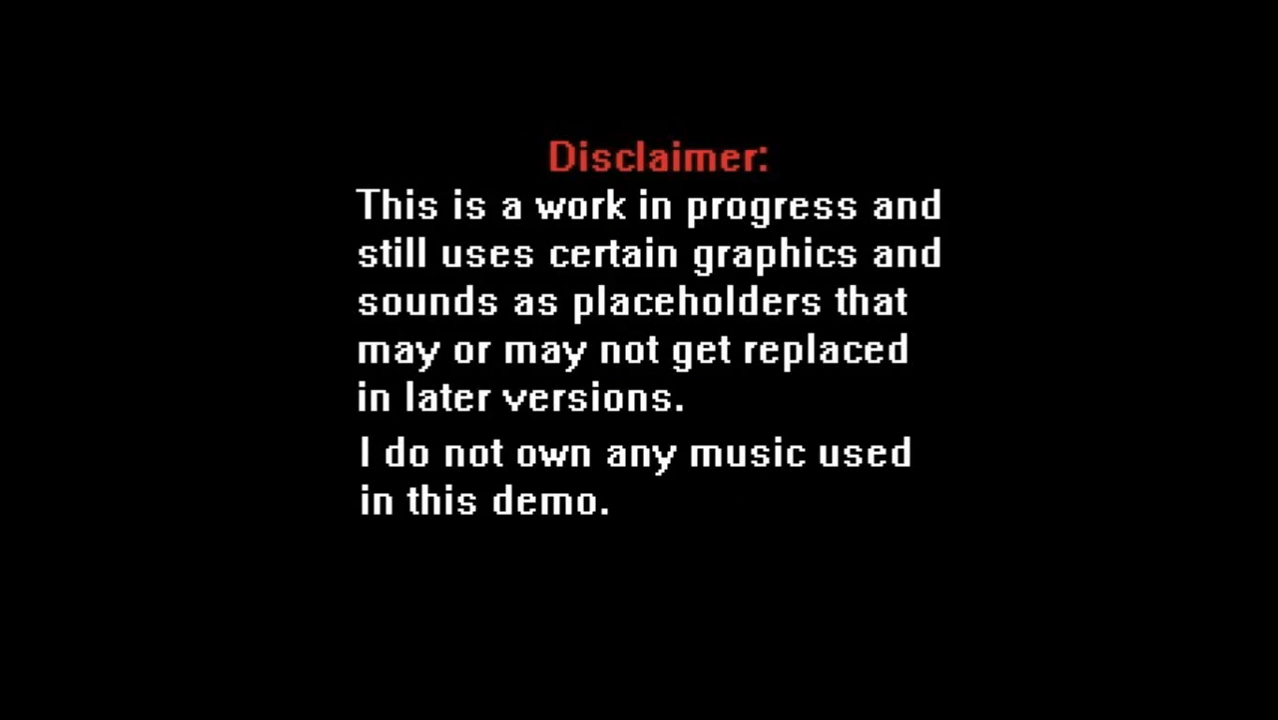 Disclaimer:
This is a work in progress and
still uses certain graphics and
sounds as placeholders that
may or may not get replaced
in later versions.
I do not own any music used
in this demo.